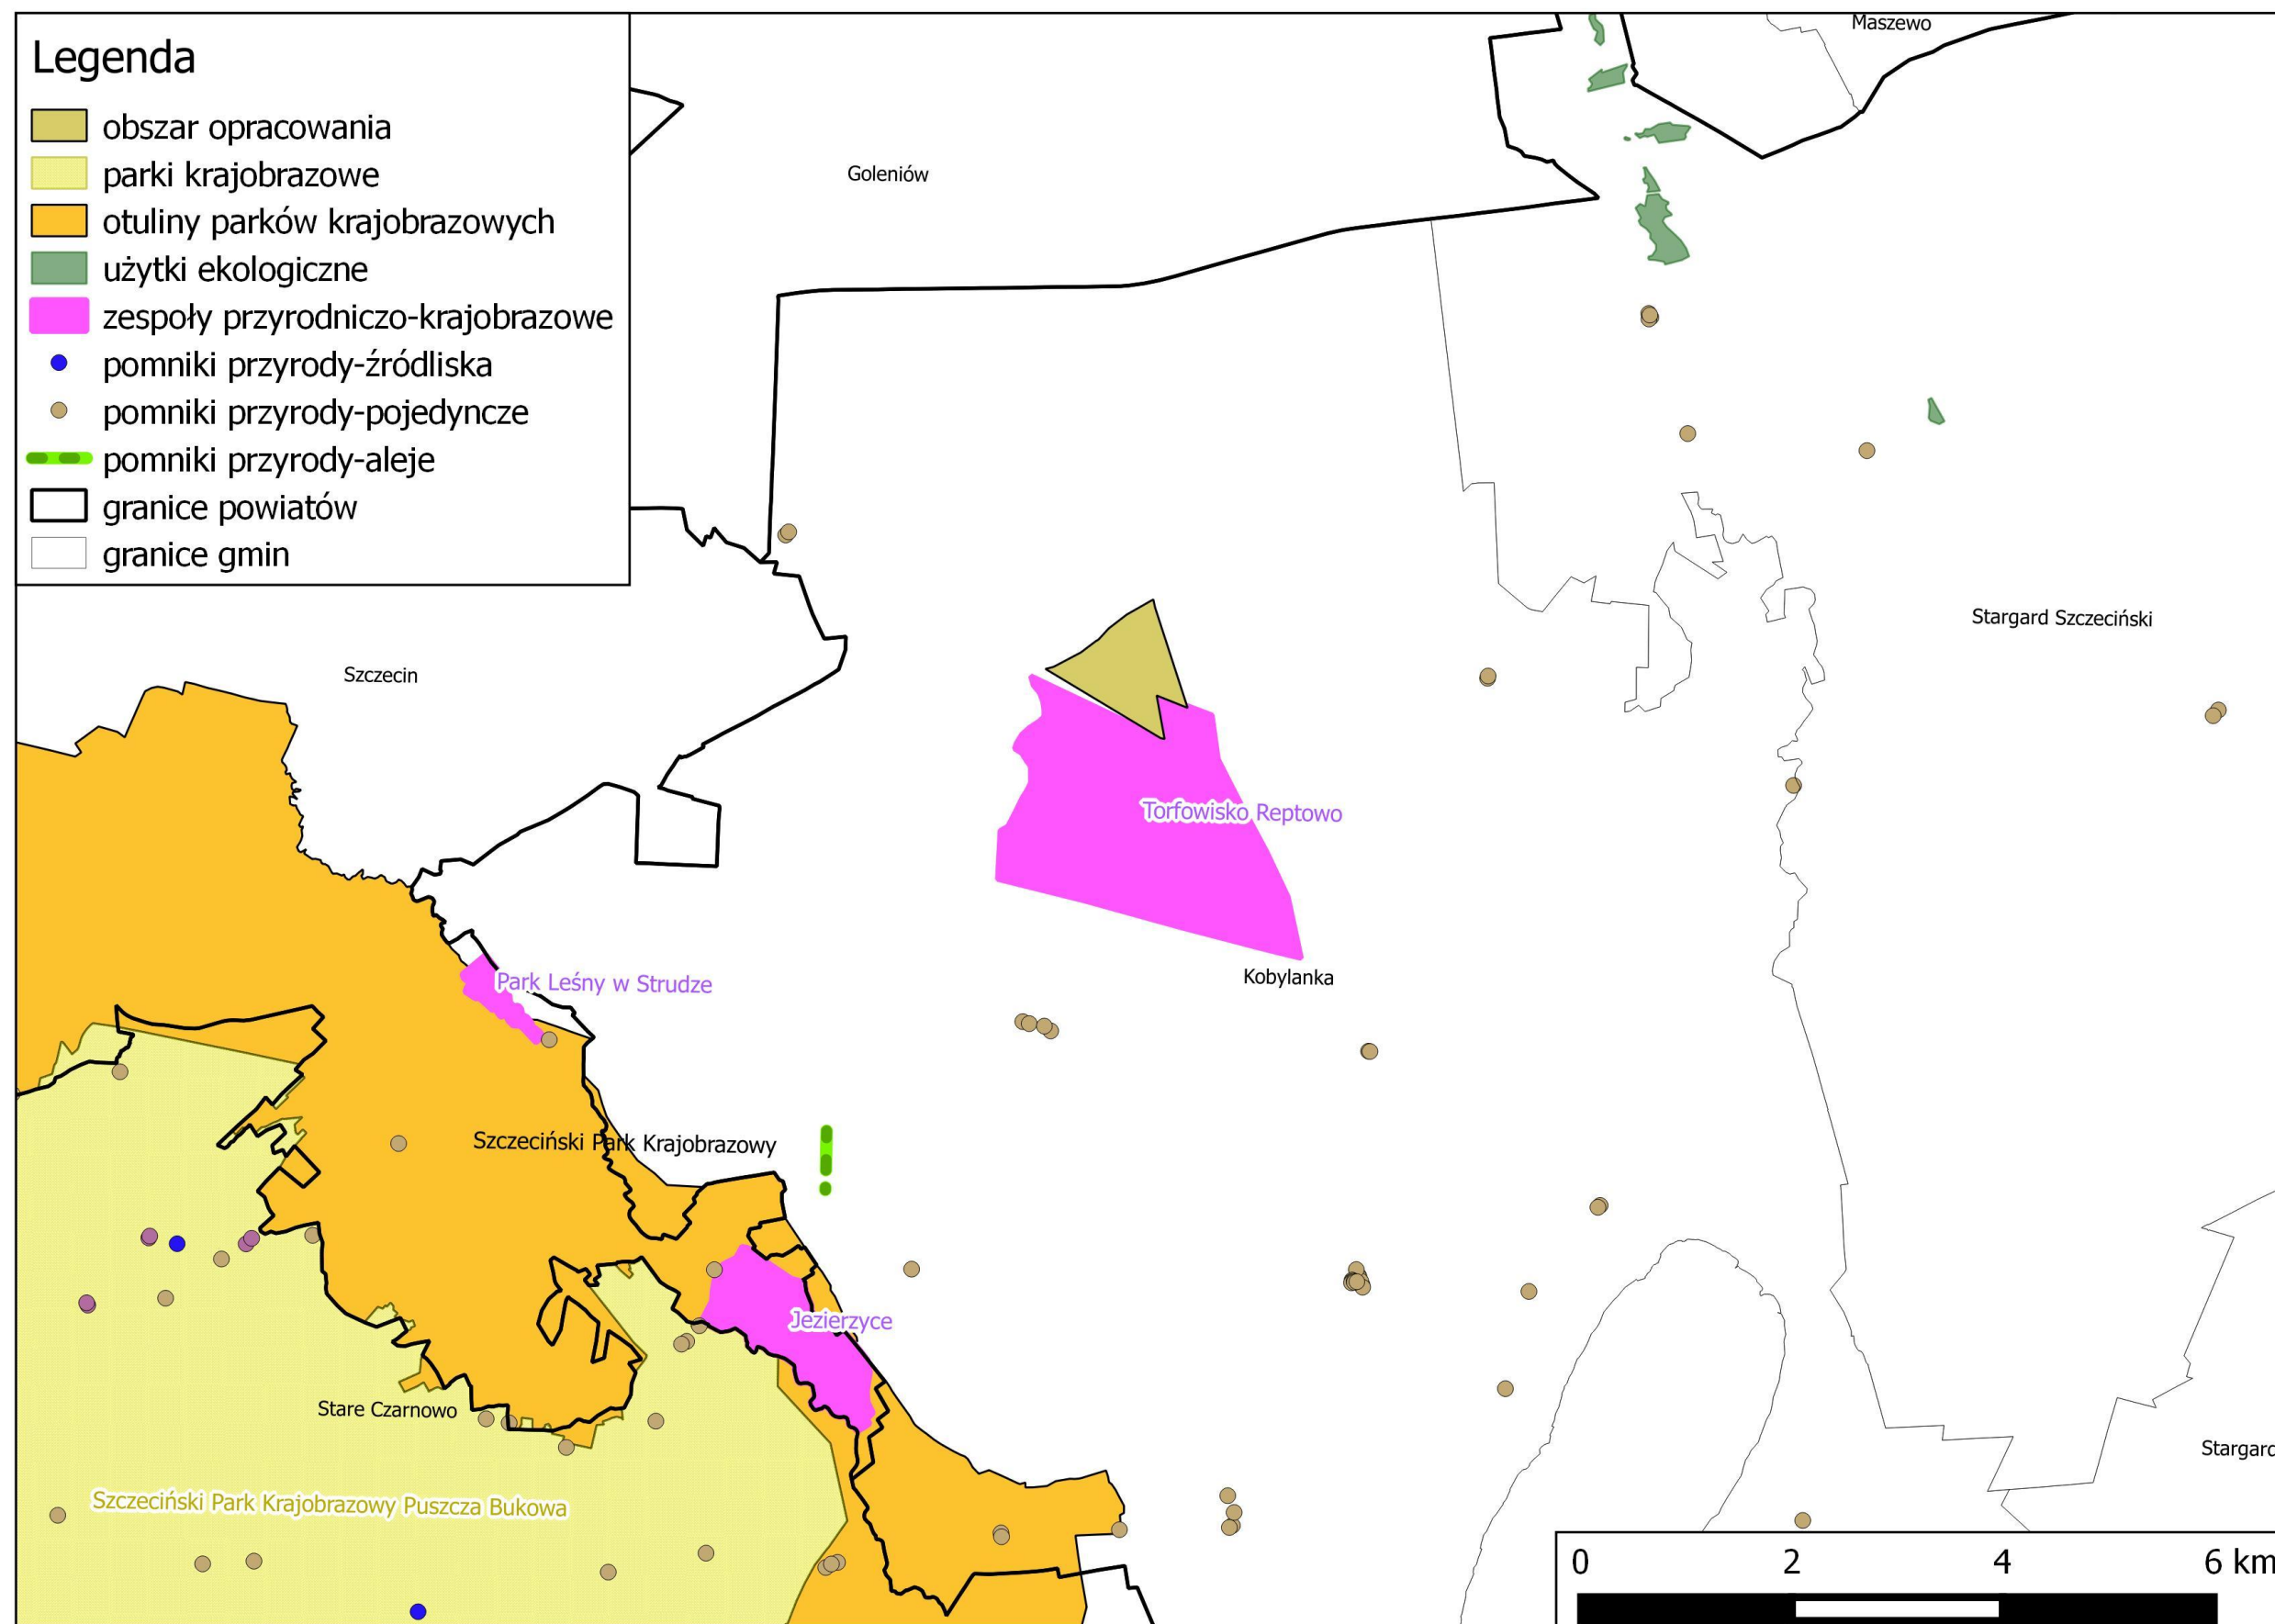 Legenda
obszar opracowania
parki krajobrazowe
otuliny parków krajobrazowych
użytki ekologiczne
zespoły przyrodniczo-krajobrazowe
pomniki przyrody-źródliska
pomniki przyrody-pojedyncze
pomniki przyrody-aleje
granice powiatów
granice gmin
Maszewo
Goleniów
Stargard Szczeciński
Szczecin
Torfowisko Reptowo
Kobylanka
Park Leśny w Strudze
Szczeciński Park Krajobrazowy
Jezierzyce
Stare Czarnowo
Stargard
Szczeciński Park Krajobrazowy Puszcza Bukowa
0 2 4 6 km